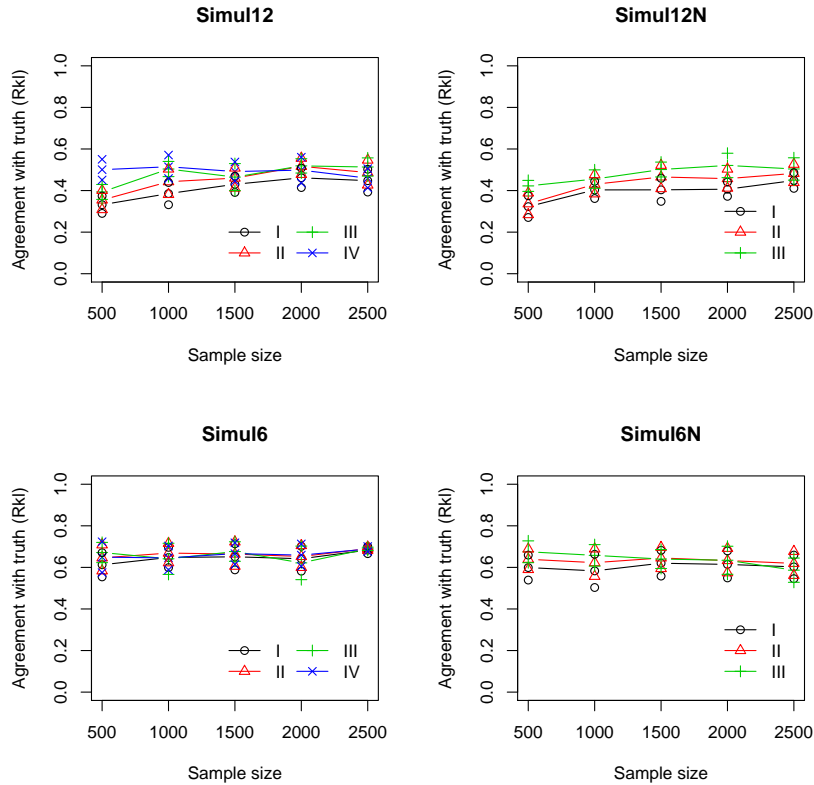 Simul12
Agreement with truth (Rkl)
1.0
0.8
0.6
0.4
0.2
0.0
I
III
II
IV
500 1000 1500 2000 2500
Sample size
Simul12N
Agreement with truth (Rkl)
1.0
0.8
0.6
0.4
0.2
0.0
I
II
III
500 1000 1500 2000 2500
Sample size
Simul6
Agreement with truth (Rkl)
1.0
0.8
0.6
0.4
0.2
0.0
I
III
II
IV
500 1000 1500 2000 2500
Sample size
Simul6N
Agreement with truth (Rkl)
1.0
0.8
0.6
0.4
0.2
0.0
I
II
III
500 1000 1500 2000 2500
Sample size